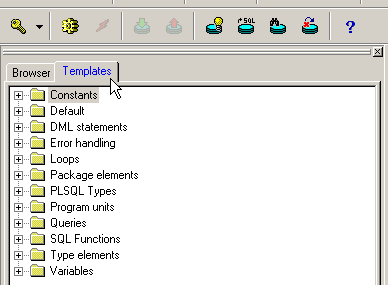 SQL
?
Browser Templates
Constants
Default
DML statements
Error handling
Loops
Package elements
PLSQL Types
Program units
Queries
SQL Functions
Type elements
Variables